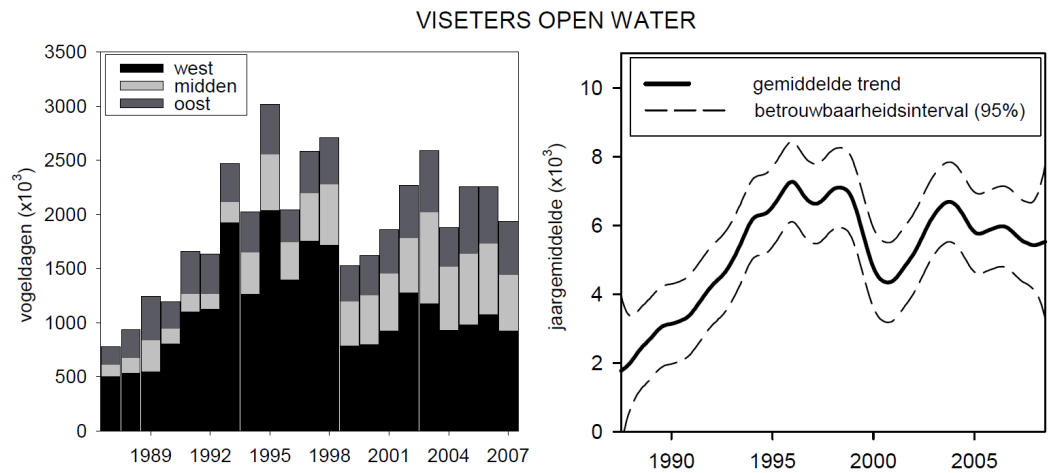 VISETERS OPEN WATER
vogeldagen (x10³)
3500
3000
2500
2000
1500
1000
500
0
west
midden
oost
1989 1992 1995 1998 2001 2004 2007
jaargemiddelde (x10³)
10
8
6
4
2
0
gemiddelde trend
betrouwbaarheidsinterval (95%)
1990 1995 2000 2005